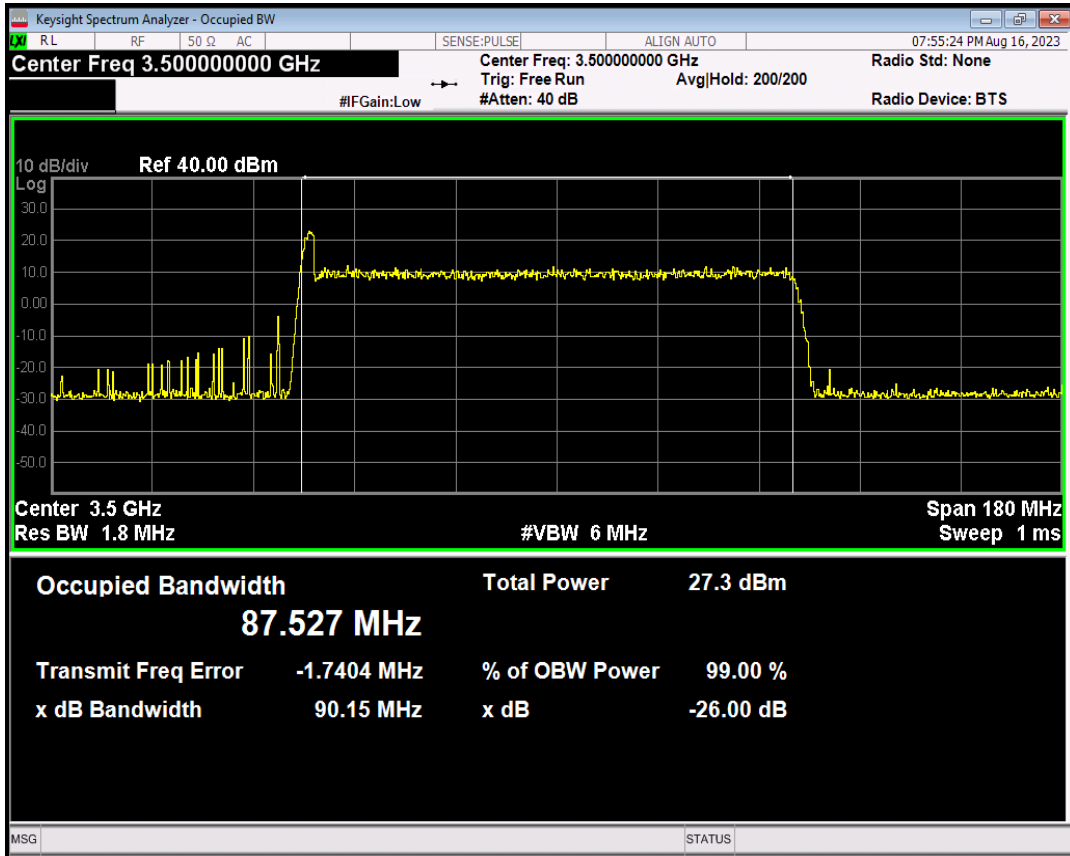 Keysight Spectrum Analyzer - Occupied BW
LXI RL RF 50 Ω AC SENSE:PULSE ALIGN AUTO 07:55:24 PM Aug 16, 2023
Center Freq 3.500000000 GHz
Center Freq: 3.500000000 GHz
Radio Std: None
Trig: Free Run Avg|Hold: 200/200
#IFGain:Low #Atten: 40 dB Radio Device: BTS
10 dB/div Ref 40.00 dBm
Log
30.0
20.0
10.0
0.00
-10.0
-20.0
-30.0
-40.0
-50.0
Center 3.5 GHz Span 180 MHz
Res BW 1.8 MHz #VBW 6 MHz Sweep 1 ms
Occupied Bandwidth Total Power 27.3 dBm
87.527 MHz
Transmit Freq Error -1.7404 MHz % of OBW Power 99.00 %
x dB Bandwidth 90.15 MHz x dB -26.00 dB
MSG STATUS